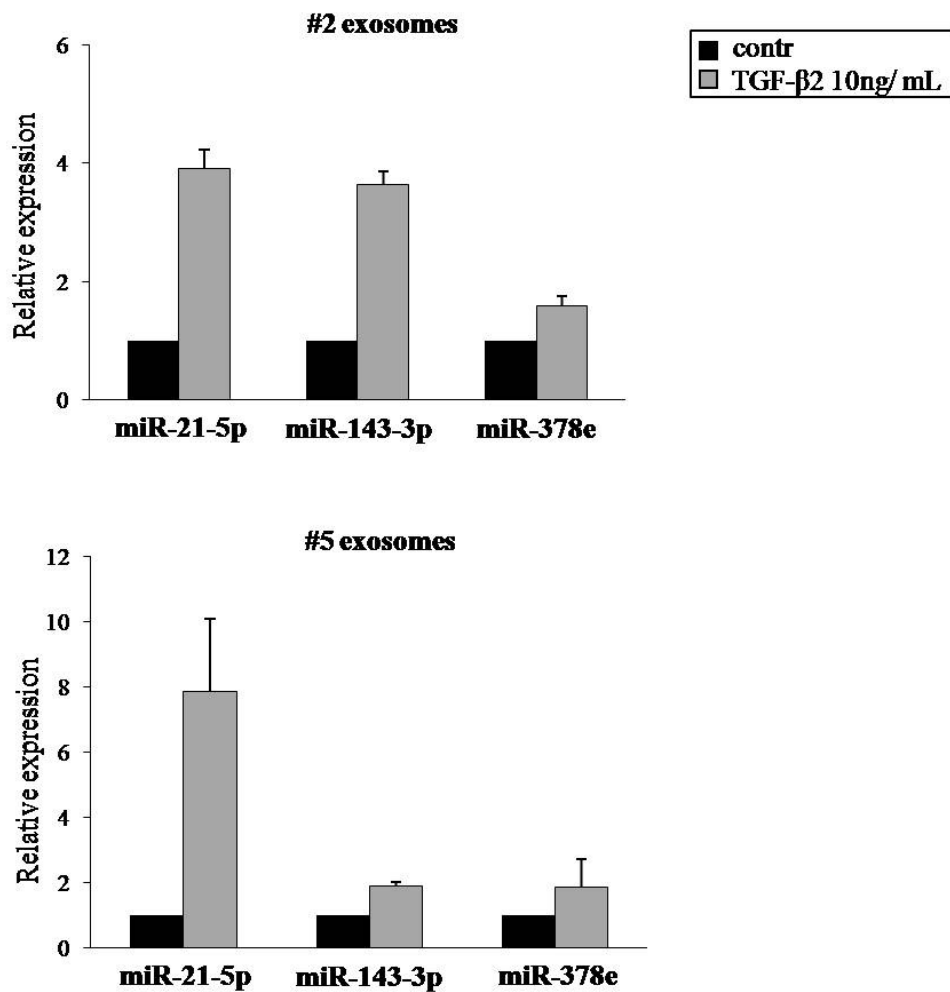 #2 exosomes
contr
TGF-β2 10ng/ mL
Relative expression
6
4
2
0
miR-21-5p miR-143-3p miR-378e
#5 exosomes
Relative expression
12
10
8
6
4
2
0
miR-21-5p miR-143-3p miR-378e